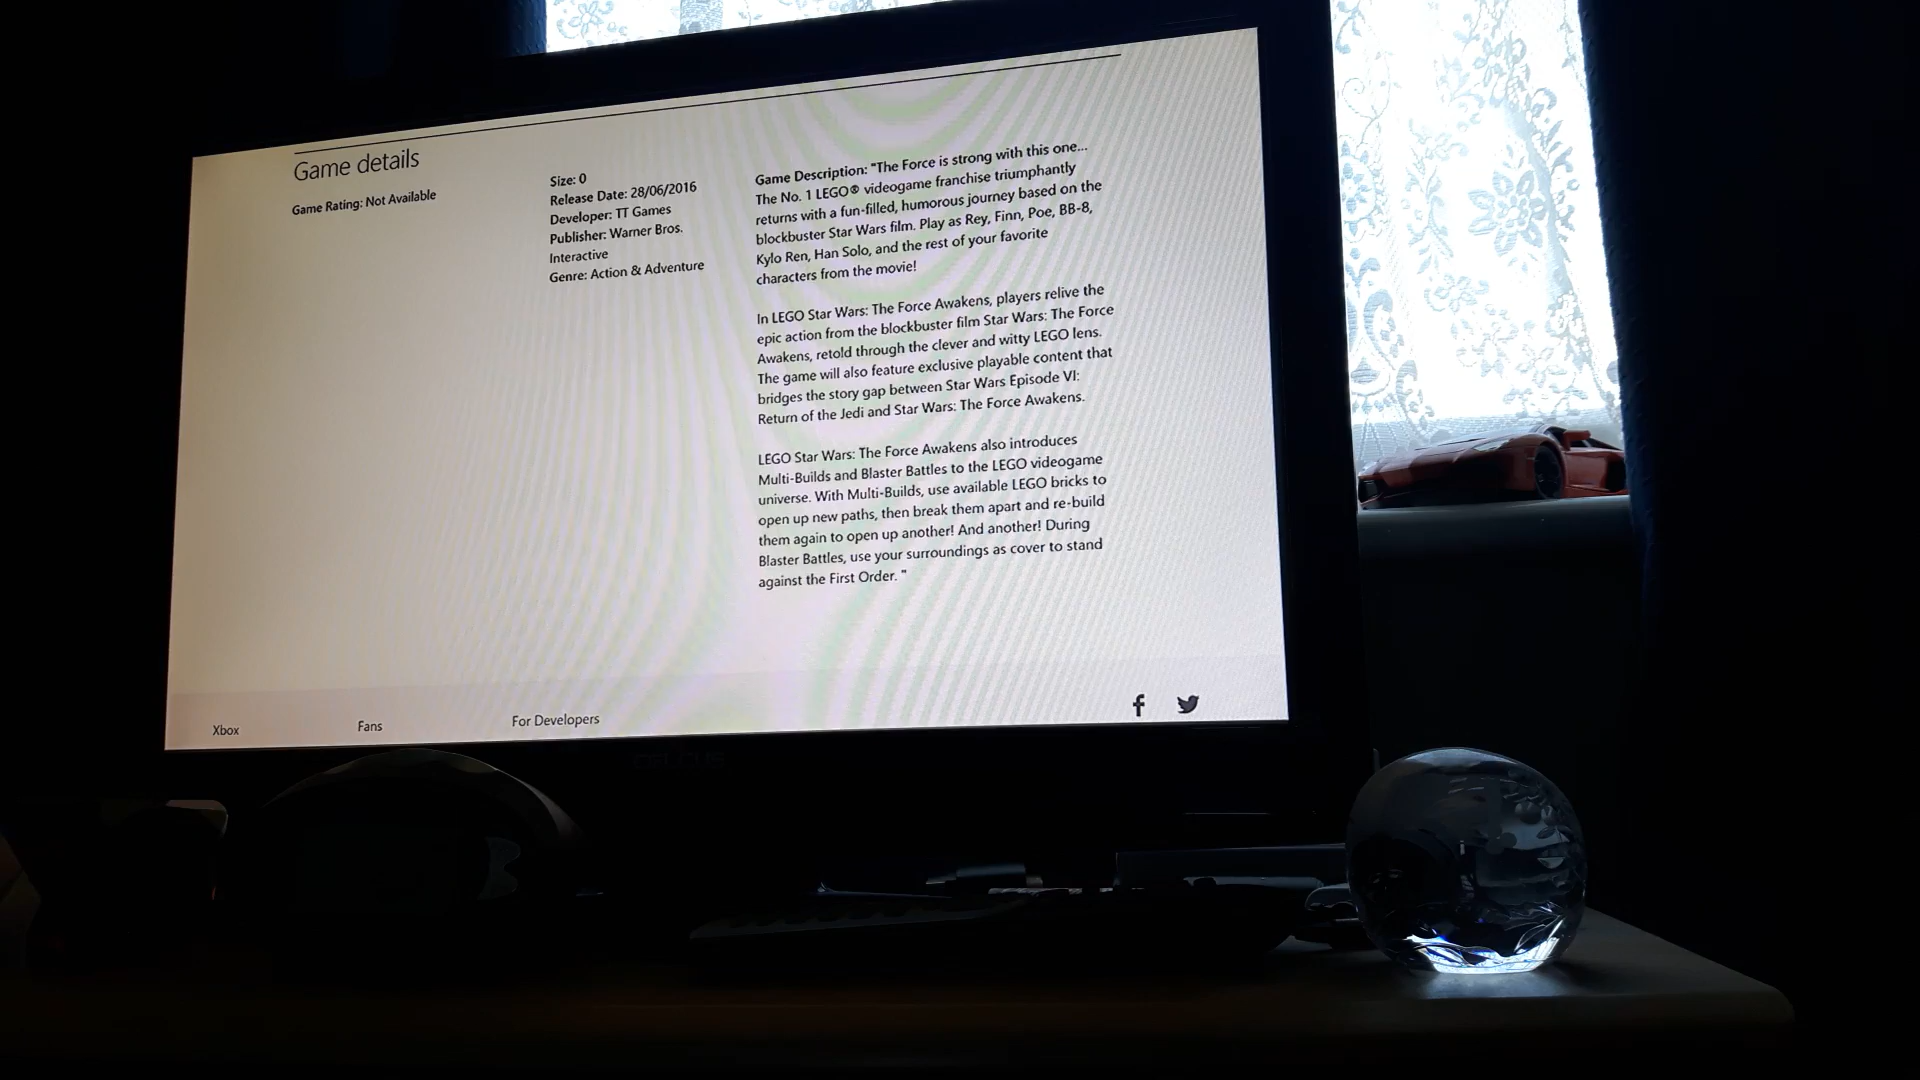 Game details
Game Rating: Not Available
Size: 0
Release Date: 28/06/2016
Developer: TT Games
Publisher: Warner Bros.
Interactive
Genre: Action & Adventure
Game Description: "The Force is strong with this one...
The No. 1 LEGO® videogame franchise triumphantly
returns with a fun-filled, humorous journey based on the
blockbuster Star Wars film. Play as Rey, Finn, Poe, BB-8,
Kylo Ren, Han Solo, and the rest of your favorite
characters from the movie!
In LEGO Star Wars: The Force Awakens, players relive the
epic action from the blockbuster film Star Wars: The Force
Awakens, retold through the clever and witty LEGO lens.
The game will also feature exclusive playable content that
bridges the story gap between Star Wars Episode VI:
Return of the Jedi and Star Wars: The Force Awakens.
LEGO Star Wars: The Force Awakens also introduces
Multi-Builds and Blaster Battles to the LEGO videogame
universe. With Multi-Builds, use available LEGO bricks to
open up new paths, then break them apart and re-build
them again to open up another! And another! During
Blaster Battles, use your surroundings as cover to stand
against the First Order. "
Xbox
Fans
For Developers